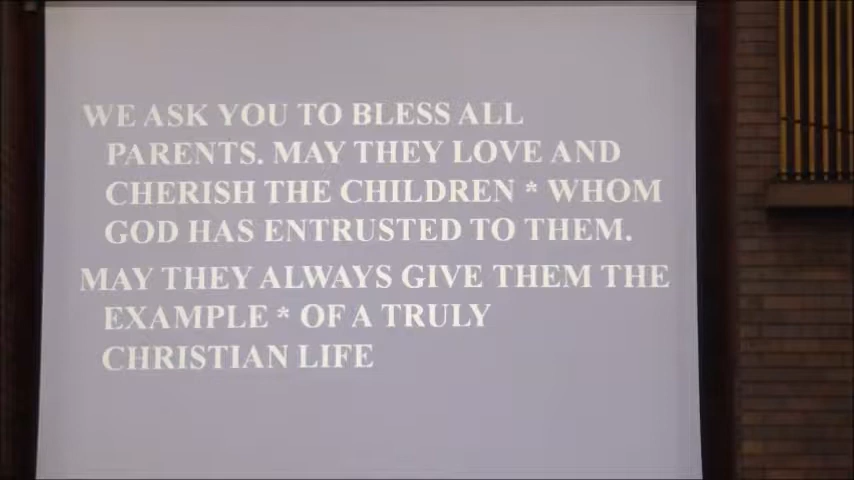 WE ASK YOU TO BLESS ALL
PARENTS. MAY THEY LOVE AND
CHERISH THE CHILDREN * WHOM
GOD HAS ENTRUSTED TO THEM.
MAY THEY ALWAYS GIVE THEM THE
EXAMPLE * OF A TRULY
CHRISTIAN LIFE